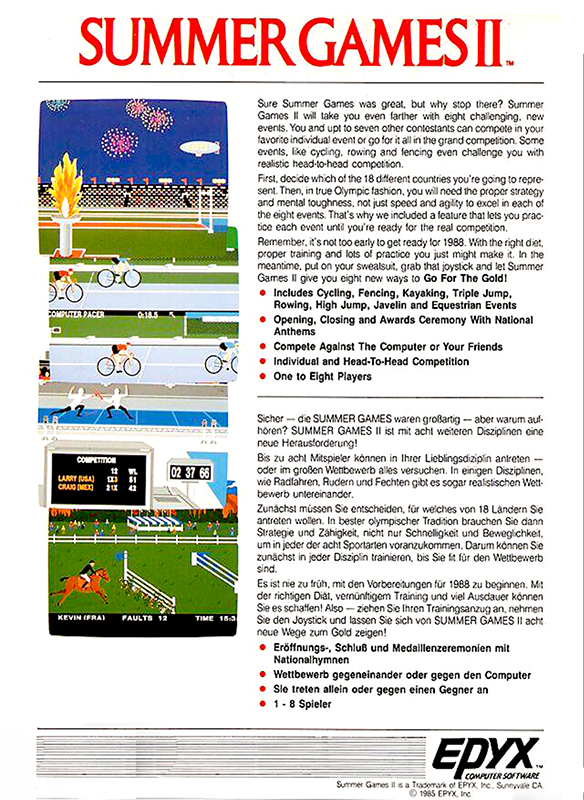 SUMMER GAMES II™
Sure Summer Games was great, but why stop there? Summer
Games II will take you even farther with eight challenging, new
events. You and upt to seven other contestants can compete in your
favorite individual event or go for it all in the grand competition. Some
events, like cycling, rowing and fencing even challenge you with
realistic head-to-head competition.
First, decide which of the 18 different countries you're going to repre-
sent. Then, in true Olympic fashion, you will need the proper strategy
and mental toughness, not just speed and agility to excel in each of
the eight events. That's why we included a feature that lets you prac-
tice each event until you're ready for the real competition.
Remember, it's not too early to get ready for 1988. With the right diet,
proper training and lots of practice you just might make it. In the
meantime, put on your sweatsuit, grab that joystick and let Summer
Games II give you eight new ways to Go For The Gold!
• Includes Cycling, Fencing, Kayaking, Triple Jump,
Rowing, High Jump, Javelin and Equestrian Events
• Opening, Closing and Awards Ceremony With National
Anthems
• Compete Against The Computer or Your Friends
• Individual and Head-To-Head Competition
• One to Eight Players
COMPUTER PACER 0:18.5
COMPETITION
12 WL
LARRY (USA) 1X3 51
CRAIG (MEX) 21X 42
02 37 66
KEVIN (FRA) FAULTS 12 TIME 15:3
Sicher — die SUMMER GAMES waren großartig — aber warum auf-
hören? SUMMER GAMES II ist mit acht weiteren Disziplinen eine
neue Herausforderung!
Bis zu acht Mitspieler können in Ihrer Lieblingsdiziplin antreten —
oder im großen Wettbewerb alles versuchen. In einigen Disziplinen,
wie Radfahren, Rudern und Fechten gibt es sogar realistischen Wett-
bewerb untereinander.
Zunächst müssen Sie entscheiden, für welches von 18 Ländern Sie
antreten wollen. In bester olympischer Tradition brauchen Sie dann
Strategie und Zähigkeit, nicht nur Schnelligkeit und Beweglichkeit,
um in jeder der acht Sportarten voranzukommen. Darum können Sie
zunächst in jeder Disziplin trainieren, bis Sie fit für den Wettbewerb
sind.
Es ist nie zu früh, mit den Vorbereitungen für 1988 zu beginnen. Mit
der richtigen Diät, vernünftigem Training und viel Ausdauer können
Sie es schaffen! Also — ziehen Sie Ihren Trainingsanzug an, nehmen
Sie den Joystick und lassen Sie sich von SUMMER GAMES II acht
neue Wege zum Gold zeigen!
• Eröffnungs-, Schluß und Medaillenzeremonien mit
Nationalhymnen
• Wettbewerb gegeneinander oder gegen den Computer
• Sie treten allein oder gegen einen Gegner an
• 1 - 8 Spieler
EPYX™
COMPUTER SOFTWARE
Summer Games II is a Trademark of EPYX, Inc., Sunnyvale CA.
© 1985 EPYX, Inc.